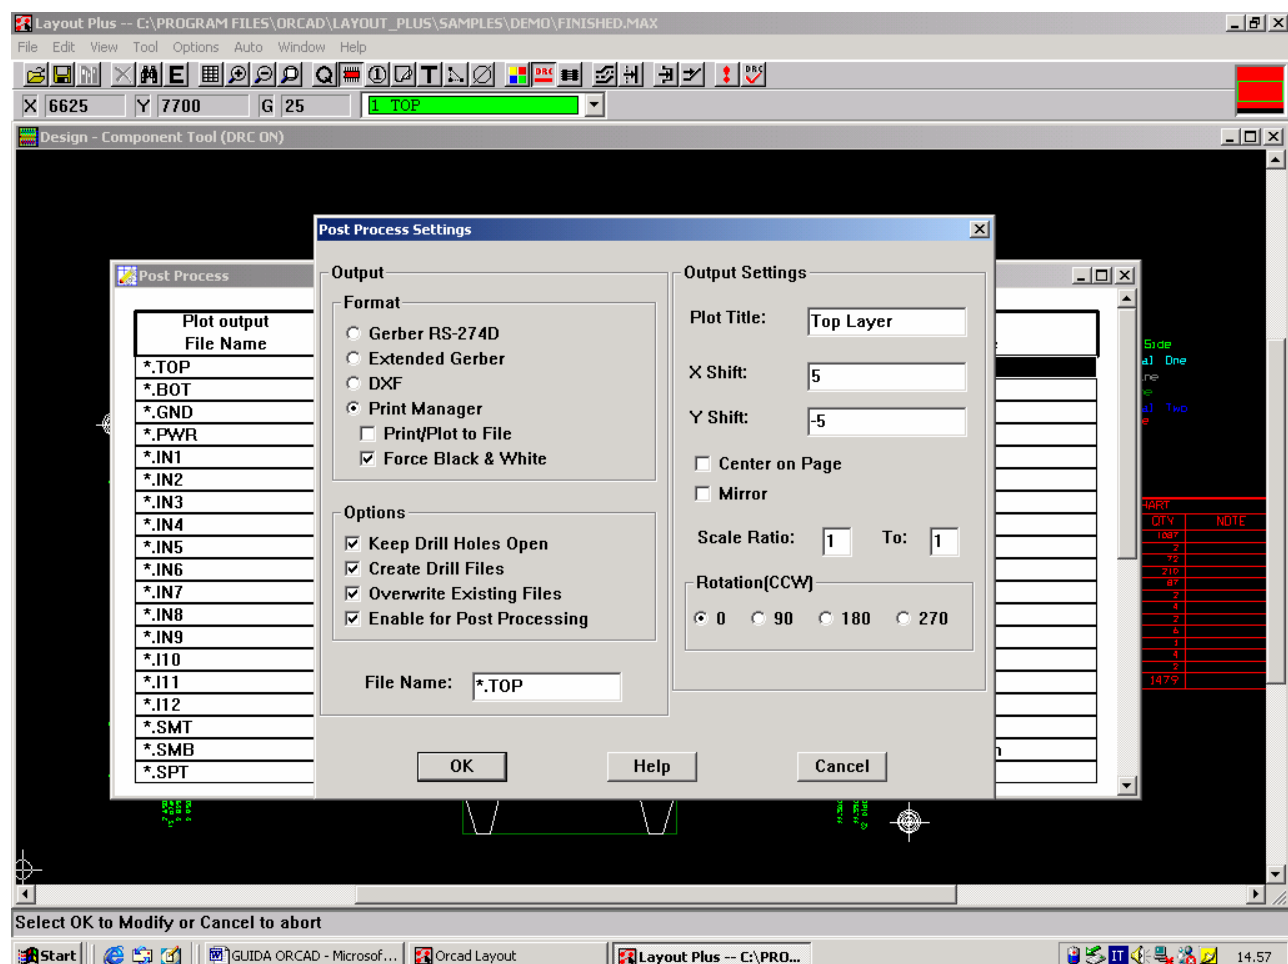 Layout Plus -- C:\PROGRAM FILES\ORCAD\LAYOUT_PLUS\SAMPLES\DEMO\FINISHED.MAX
File Edit View Tool Options Auto Window Help
X 6625 Y 7700 G 25 1 TOP
Design - Component Tool (DRC ON)
Post Process Settings
Post Process
Plot output
File Name
*.TOP
*.BOT
*.GND
*.PWR
*.IN1
*.IN2
*.IN3
*.IN4
*.IN5
*.IN6
*.IN7
*.IN8
*.IN9
*.I10
*.I11
*.I12
*.SMT
*.SMB
*.SPT
Output
Format
Gerber RS-274D
Extended Gerber
DXF
Print Manager
Print/Plot to File
Force Black & White
Options
Keep Drill Holes Open
Create Drill Files
Overwrite Existing Files
Enable for Post Processing
File Name: *.TOP
Output Settings
Plot Title: Top Layer
X Shift: 5
Y Shift: -5
Center on Page
Mirror
Scale Ratio: 1 To: 1
Rotation(CCW)
0 90 180 270
OK Help Cancel
Side
One
Two
QTY NOTE
1479
Select OK to Modify or Cancel to abort
Start GUIDA ORCAD - Microsof... Orcad Layout Layout Plus -- C:\PRO... IT 14.57